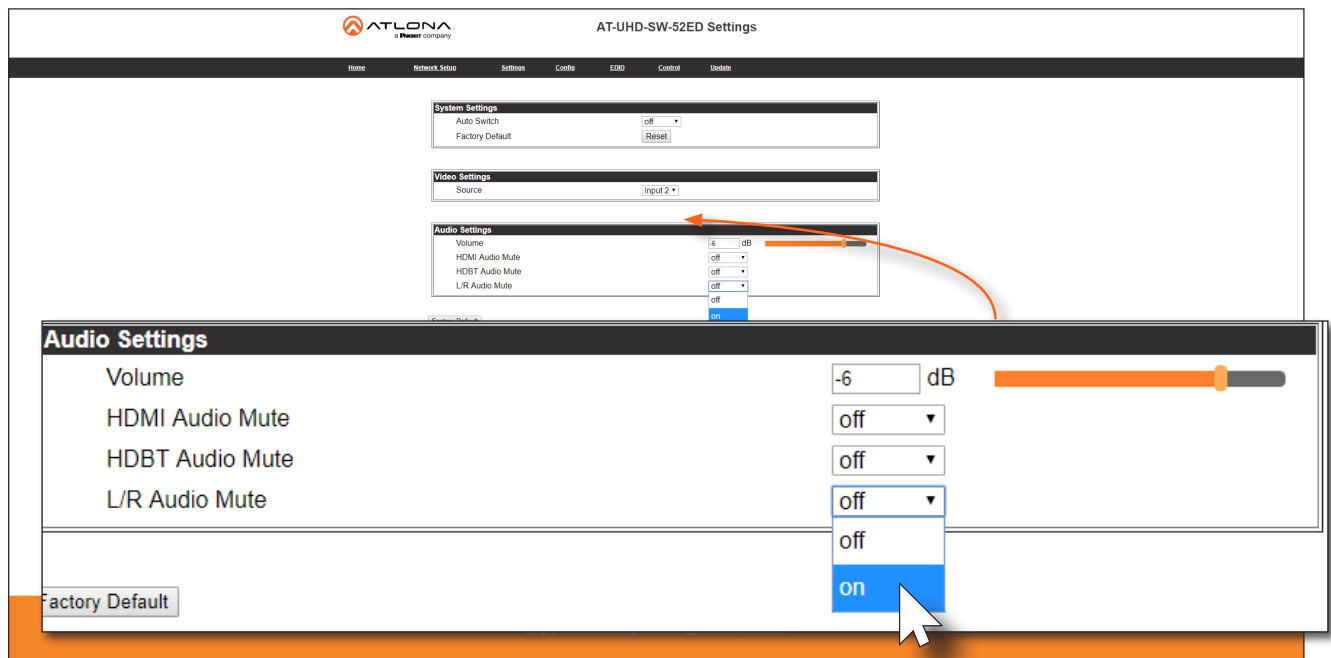 ATLONA
a PANDUIT company
AT-UHD-SW-52ED Settings
Home Network Setup Settings Config EDID Control Update
System Settings
Auto Switch off
Factory Default Reset
Video Settings
Source Input 2
Audio Settings
Volume -6 dB
HDMI Audio Mute off
HDBT Audio Mute off
L/R Audio Mute off
off
on
Audio Settings
Volume -6 dB
HDMI Audio Mute off
HDBT Audio Mute off
L/R Audio Mute off
off
on
Factory Default